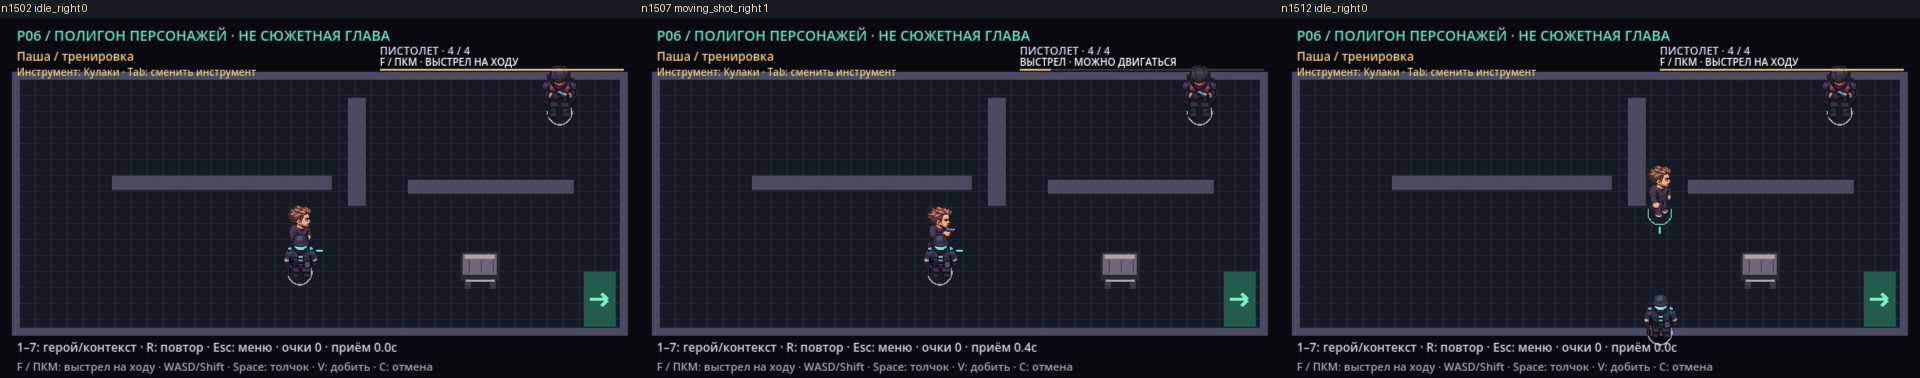 n1502 idle_right 0
P06 / ПОЛИГОН ПЕРСОНАЖЕЙ · НЕ СЮЖЕТНАЯ ГЛАВА
Паша / тренировка
ПИСТОЛЕТ · 4 / 4
F / ПКМ · ВЫСТРЕЛ НА ХОДУ
Инструмент: Кулаки · Tab: сменить инструмент
→
1–7: герой/контекст · R: повтор · Esc: меню · очки 0 · приём 0.0с
F / ПКМ: выстрел на ходу · WASD/Shift · Space: толчок · V: добить · C: отмена
n1507 moving_shot_right 1
P06 / ПОЛИГОН ПЕРСОНАЖЕЙ · НЕ СЮЖЕТНАЯ ГЛАВА
Паша / тренировка
ПИСТОЛЕТ · 4 / 4
ВЫСТРЕЛ · МОЖНО ДВИГАТЬСЯ
Инструмент: Кулаки · Tab: сменить инструмент
→
1–7: герой/контекст · R: повтор · Esc: меню · очки 0 · приём 0.4с
F / ПКМ: выстрел на ходу · WASD/Shift · Space: толчок · V: добить · C: отмена
n1512 idle_right 0
P06 / ПОЛИГОН ПЕРСОНАЖЕЙ · НЕ СЮЖЕТНАЯ ГЛАВА
Паша / тренировка
ПИСТОЛЕТ · 4 / 4
F / ПКМ · ВЫСТРЕЛ НА ХОДУ
Инструмент: Кулаки · Tab: сменить инструмент
→
1–7: герой/контекст · R: повтор · Esc: меню · очки 0 · приём 0.0с
F / ПКМ: выстрел на ходу · WASD/Shift · Space: толчок · V: добить · C: отмена